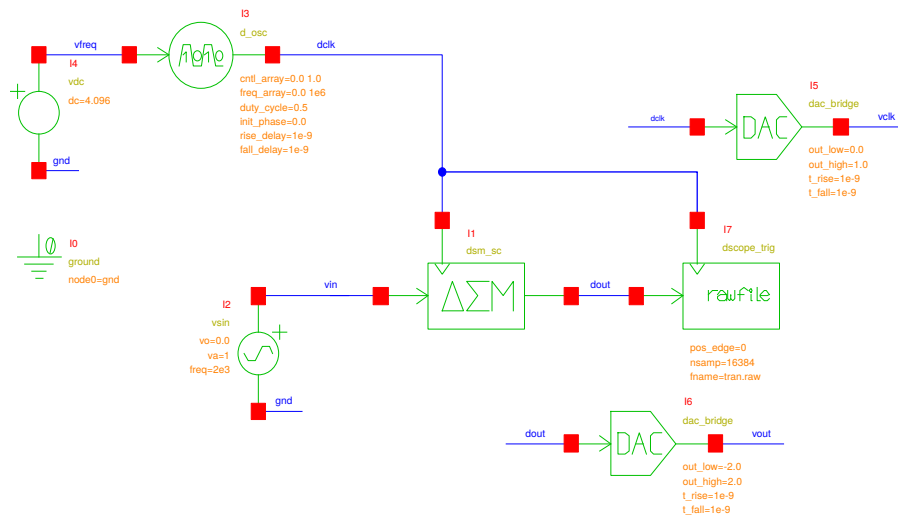 I3
d_osc
vfreq
dclk
I4
vdc
dc=4.096
cntl_array=0.0 1.0
freq_array=0.0 1e6
duty_cycle=0.5
init_phase=0.0
rise_delay=1e-9
fall_delay=1e-9
gnd
I5
dac_bridge
dclk
DAC
vclk
out_low=0.0
out_high=1.0
t_rise=1e-9
t_fall=1e-9
0
I0
ground
node0=gnd
I1
dsm_sc
I7
dscope_trig
vin
ΔΣM
dout
rawfile
I2
vsin
vo=0.0
va=1
freq=2e3
gnd
pos_edge=0
nsamp=16384
fname=tran.raw
I6
dac_bridge
dout
DAC
vout
out_low=-2.0
out_high=2.0
t_rise=1e-9
t_fall=1e-9